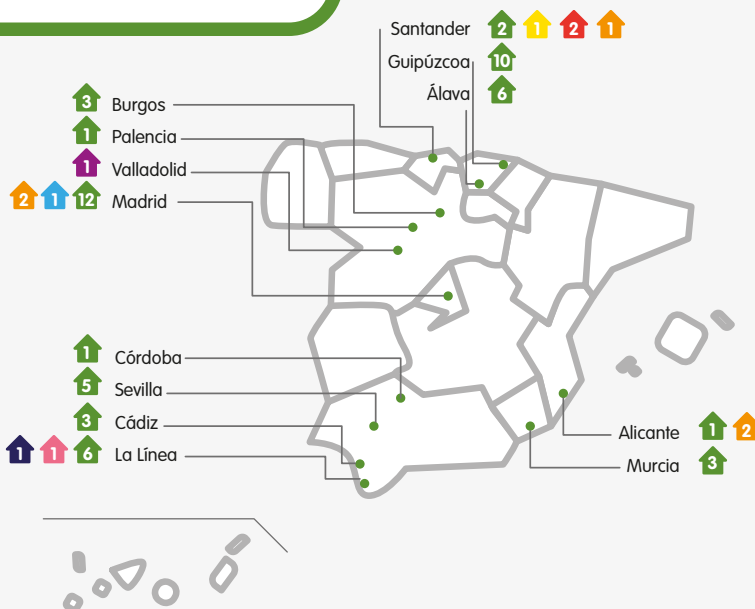 Santander 2 1 2 1
Guipúzcoa 10
Álava 6
3 Burgos
1 Palencia
1 Valladolid
2 1 12 Madrid
1 Córdoba
5 Sevilla
3 Cádiz
1 1 6 La Línea
Alicante 1 2
Murcia 3